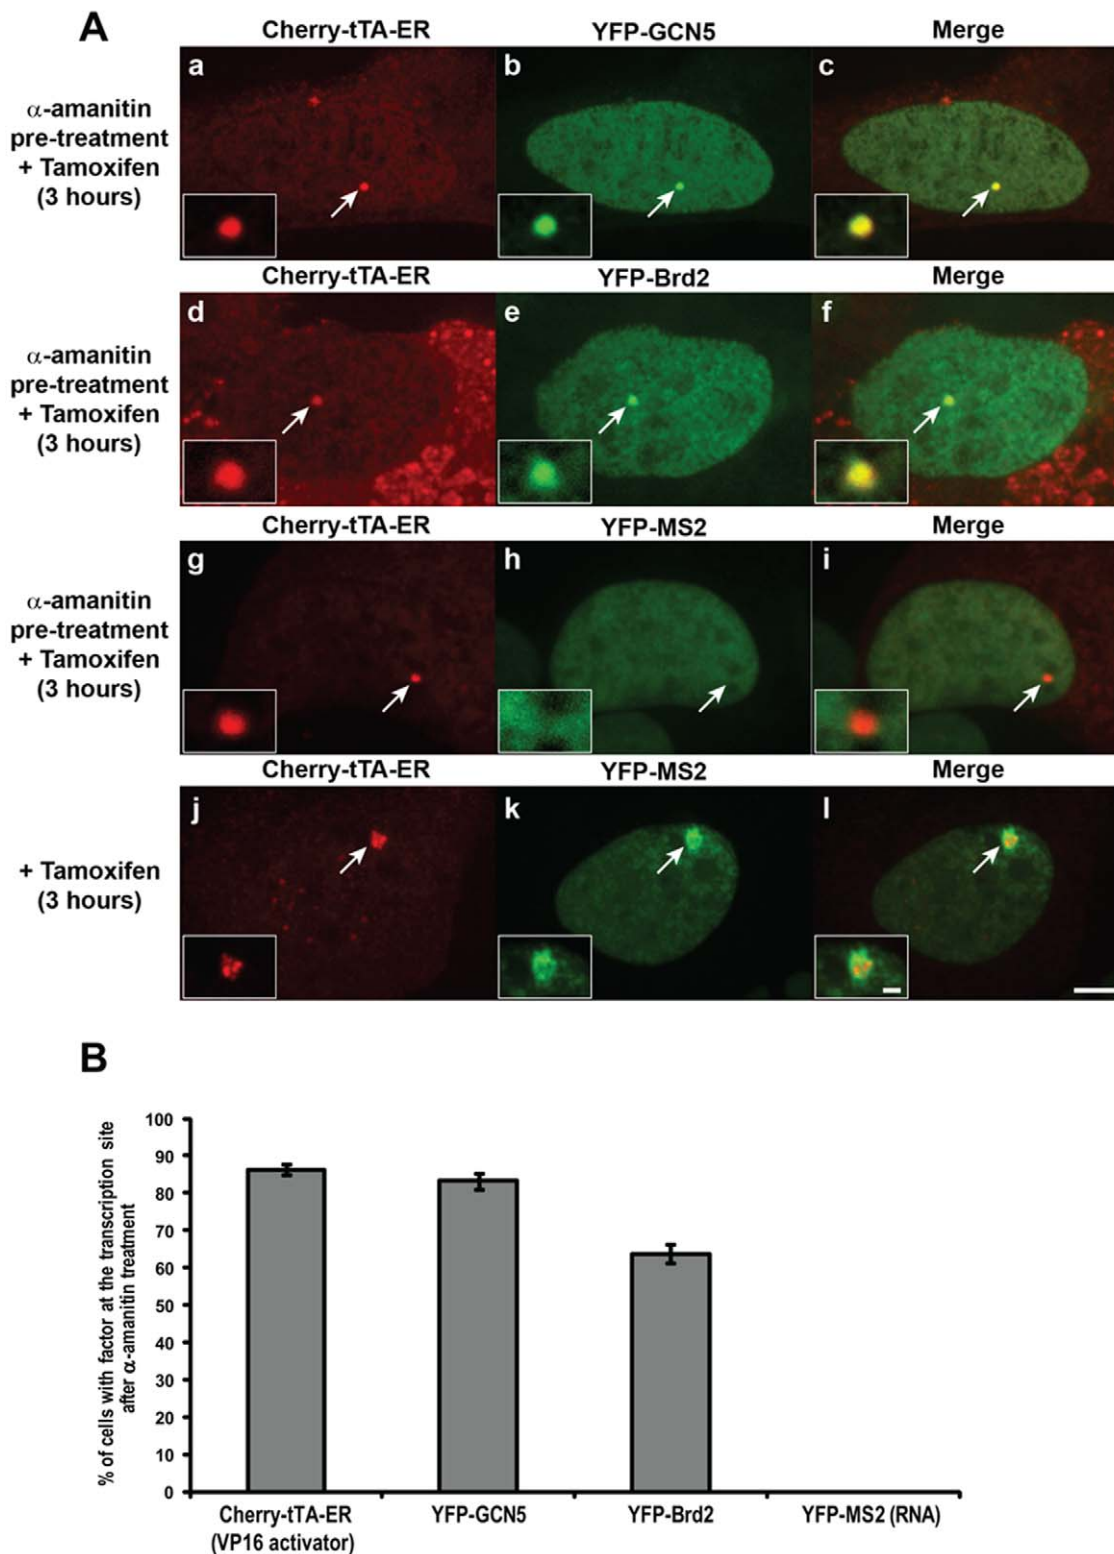 A
Cherry-tTA-ER YFP-GCN5 Merge
α-amanitin
pre-treatment
+ Tamoxifen
(3 hours)
a b c
Cherry-tTA-ER YFP-Brd2 Merge
α-amanitin
pre-treatment
+ Tamoxifen
(3 hours)
d e f
Cherry-tTA-ER YFP-MS2 Merge
α-amanitin
pre-treatment
+ Tamoxifen
(3 hours)
g h i
Cherry-tTA-ER YFP-MS2 Merge
+ Tamoxifen
(3 hours)
j k l
B
% of cells with factor at the transcription site
after α-amanitin treatment
100
90
80
70
60
50
40
30
20
10
0
Cherry-tTA-ER YFP-GCN5 YFP-Brd2 YFP-MS2 (RNA)
(VP16 activator)